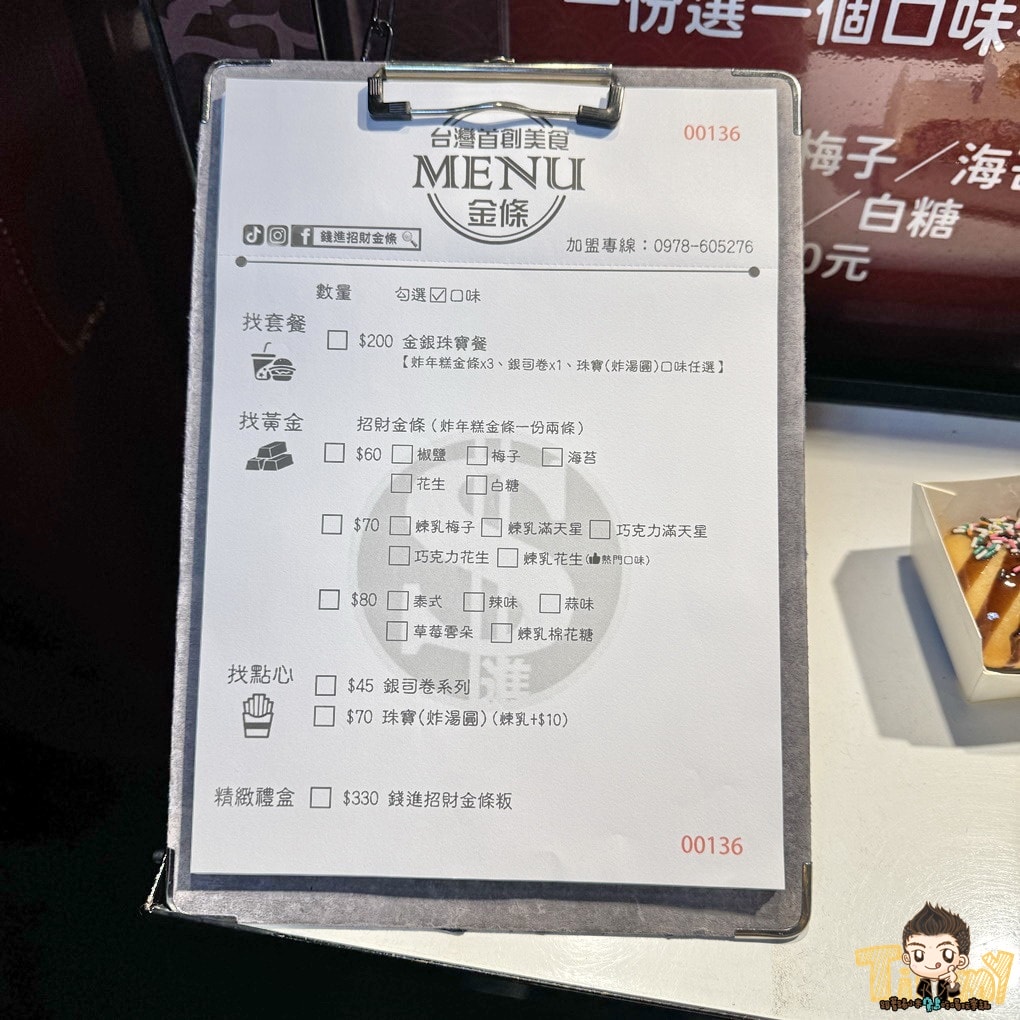 一份選一個口味
梅子／海苔
／白糖
0元
00136
台灣首創美食
MENU
金條
錢進招財金條
加盟專線：0978-605276
數量 勾選☑口味
找套餐
$200 金銀珠寶餐
【炸年糕金條x3、銀司卷x1、珠寶(炸湯圓)口味任選】
找黃金
招財金條(炸年糕金條一份兩條)
$60 椒鹽 梅子 海苔
花生 白糖
$70 煉乳梅子 煉乳滿天星 巧克力滿天星
巧克力花生 煉乳花生(熱門口味)
$80 泰式 辣味 蒜味
草莓雲朵 煉乳棉花糖
進
找點心
$45 銀司卷系列
$70 珠寶(炸湯圓)(煉乳+$10)
精緻禮盒 $330 錢進招財金條粄
00136